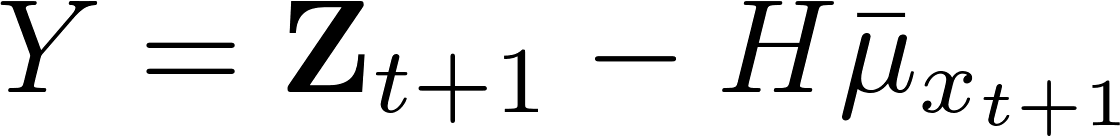 $Y = \mathbf{Z}_{t+1} - H\bar{\mu}_{x_{t+1}}$